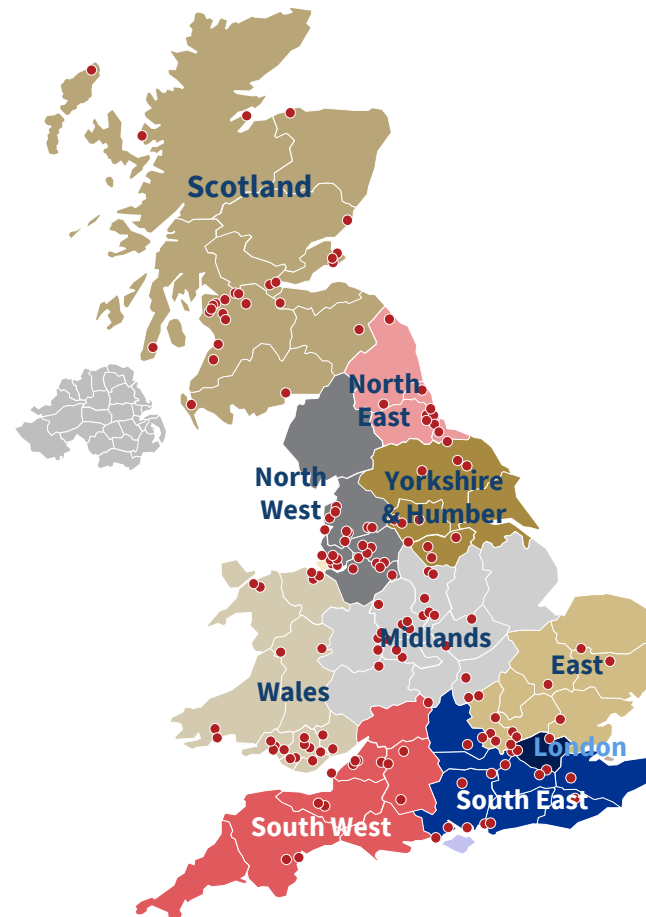 Scotland
North
East
North
West
Yorkshire
& Humber
Midlands
East
Wales
London
South East
South West